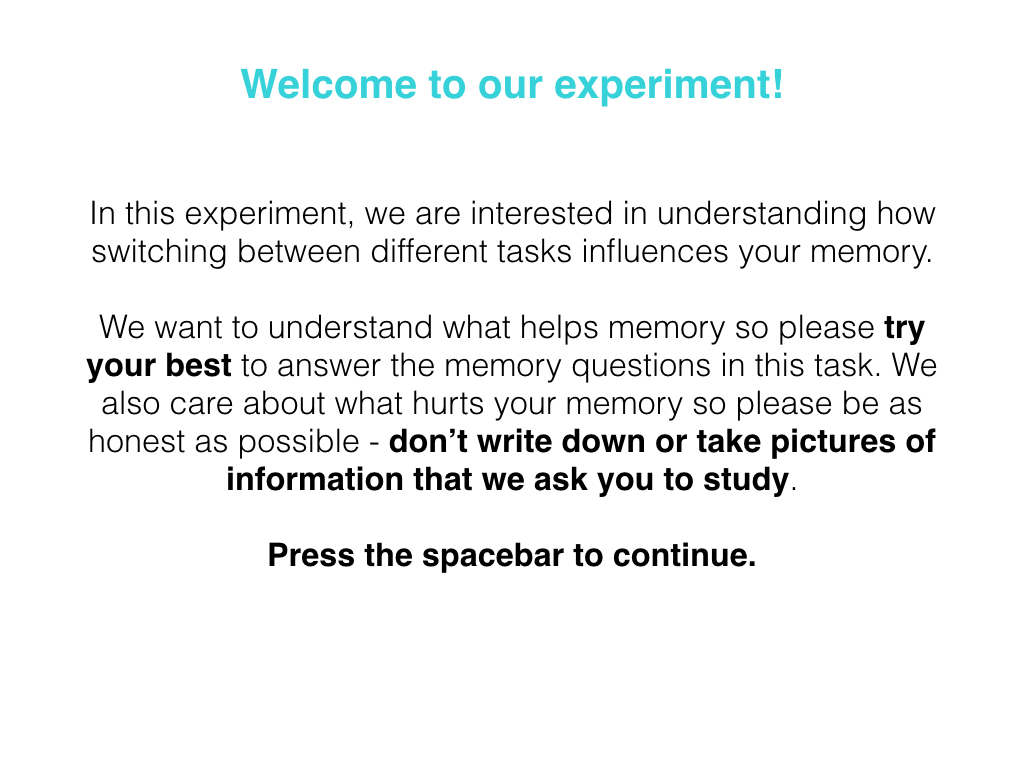 Welcome to our experiment!
In this experiment, we are interested in understanding how
switching between different tasks influences your memory.
We want to understand what helps memory so please try
your best to answer the memory questions in this task. We
also care about what hurts your memory so please be as
honest as possible - don’t write down or take pictures of
information that we ask you to study.
Press the spacebar to continue.